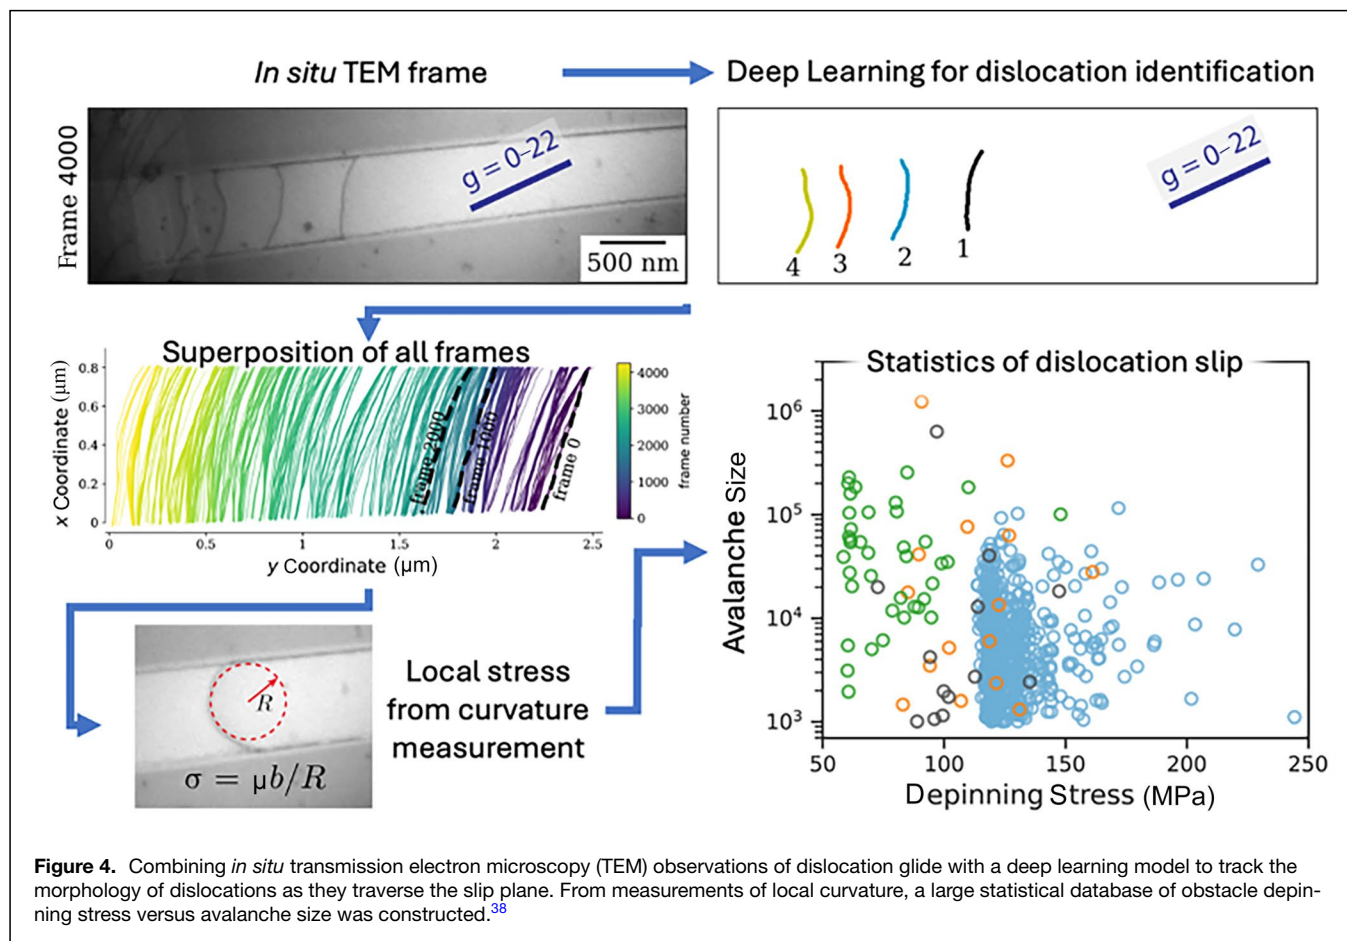 In situ TEM frame
Deep Learning for dislocation identification
Frame 4000
g = 0–22
500 nm
g = 0–22
4
3
2
1
Superposition of all frames
x Coordinate (μm)
0.8
0.6
0.4
0.2
0
frame 2000
frame 1000
frame 0
0
0.5
1
1.5
2
2.5
y Coordinate (μm)
4000
3000
2000
1000
0
frame number
R
σ = μb/R
Local stress
from curvature
measurement
Statistics of dislocation slip
Avalanche Size
10⁶
10⁵
10⁴
10³
50
100
150
200
250
Depinning Stress (MPa)
Figure 4. Combining in situ transmission electron microscopy (TEM) observations of dislocation glide with a deep learning model to track the
morphology of dislocations as they traverse the slip plane. From measurements of local curvature, a large statistical database of obstacle depin-
ning stress versus avalanche size was constructed.³⁸